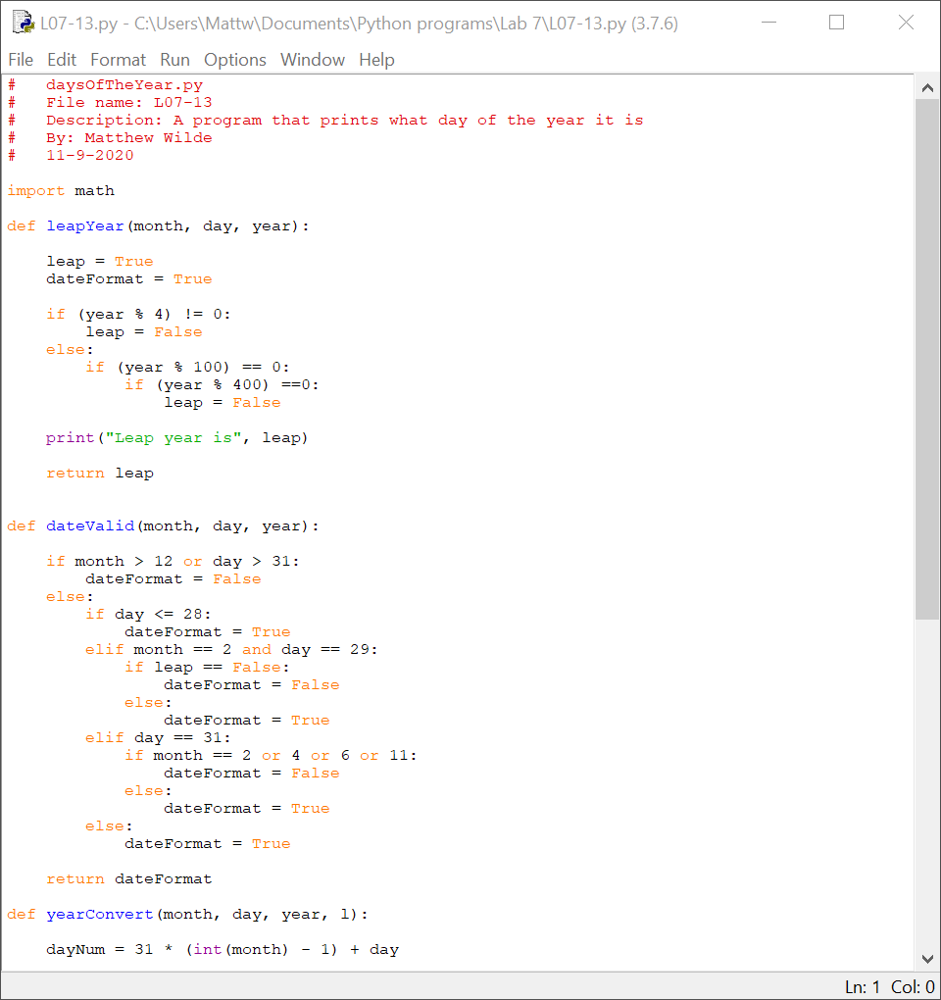 L07-13.py - C:\Users\Mattw\Documents\Python programs\Lab 7\L07-13.py (3.7.6)
File Edit Format Run Options Window Help
#   daysOfTheYear.py
#   File name: L07-13
#   Description: A program that prints what day of the year it is
#   By: Matthew Wilde
#   11-9-2020
import math
def leapYear(month, day, year):
    leap = True
    dateFormat = True
    if (year % 4) != 0:
        leap = False
    else:
        if (year % 100) == 0:
            if (year % 400) ==0:
                leap = False
    print("Leap year is", leap)
    return leap
def dateValid(month, day, year):
    if month > 12 or day > 31:
        dateFormat = False
    else:
        if day <= 28:
            dateFormat = True
        elif month == 2 and day == 29:
            if leap == False:
                dateFormat = False
            else:
                dateFormat = True
        elif day == 31:
            if month == 2 or 4 or 6 or 11:
                dateFormat = False
            else:
                dateFormat = True
        else:
            dateFormat = True
    return dateFormat
def yearConvert(month, day, year, l):
    dayNum = 31 * (int(month) - 1) + day
Ln: 1 Col: 0